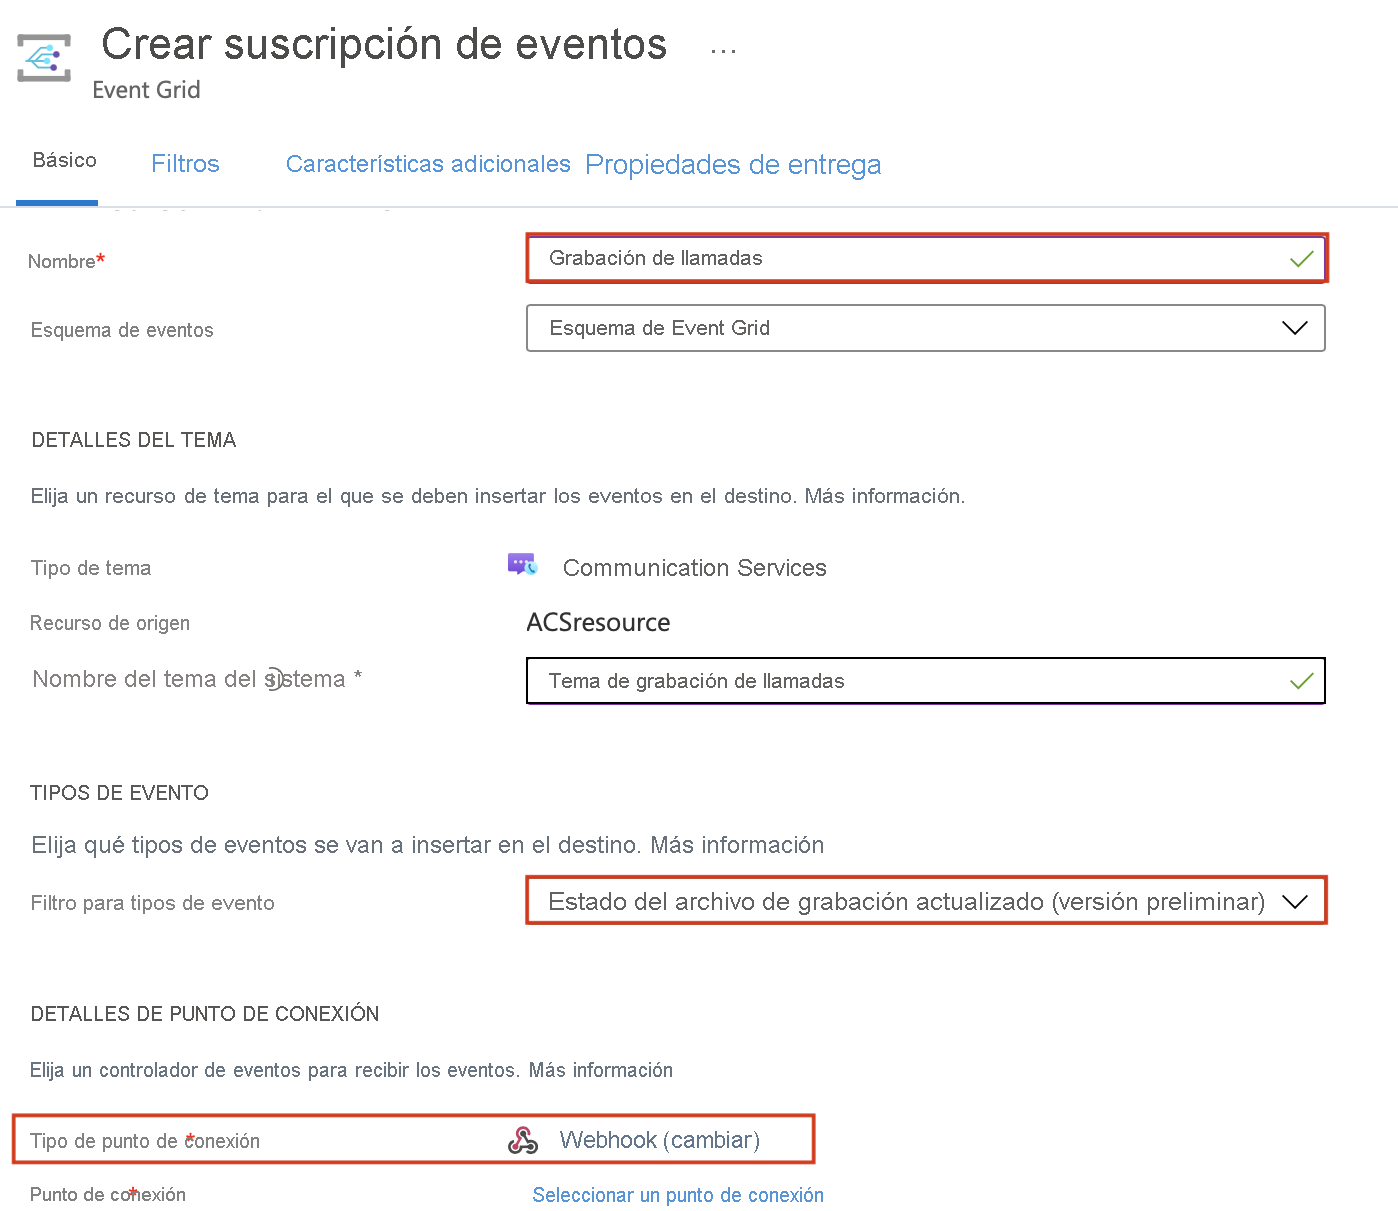 Crear suscripción de eventos ...
Event Grid
Básico Filtros Características adicionales Propiedades de entrega
Nombre* Grabación de llamadas
Esquema de eventos Esquema de Event Grid
DETALLES DEL TEMA
Elija un recurso de tema para el que se deben insertar los eventos en el destino. Más información.
Tipo de tema Communication Services
Recurso de origen ACSresource
Nombre del tema del sistema * Tema de grabación de llamadas
TIPOS DE EVENTO
Elija qué tipos de eventos se van a insertar en el destino. Más información
Filtro para tipos de evento Estado del archivo de grabación actualizado (versión preliminar)
DETALLES DE PUNTO DE CONEXIÓN
Elija un controlador de eventos para recibir los eventos. Más información
Tipo de punto de conexión * Webhook (cambiar)
Punto de conexión * Seleccionar un punto de conexión